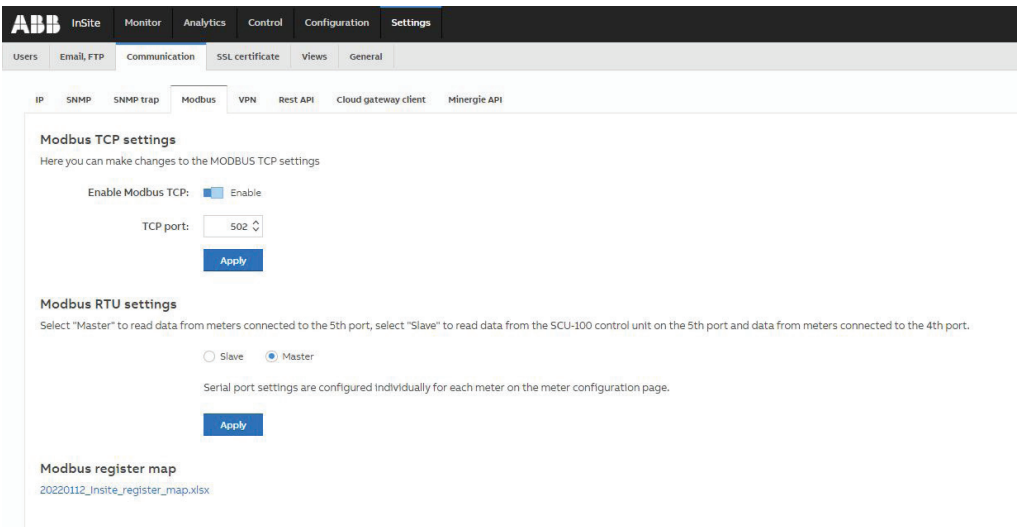 ABB InSite Monitor Analytics Control Configuration Settings
Users Email, FTP Communication SSL certificate Views General
IP SNMP SNMP trap Modbus VPN Rest API Cloud gateway client Minergie API
Modbus TCP settings
Here you can make changes to the MODBUS TCP settings
Enable Modbus TCP: Enable
TCP port: 502
Apply
Modbus RTU settings
Select "Master" to read data from meters connected to the 5th port, select "Slave" to read data from the SCU-100 control unit on the 5th port and data from meters connected to the 4th port.
Slave Master
Serial port settings are configured individually for each meter on the meter configuration page.
Apply
Modbus register map
20220112_Insite_register_map.xlsx